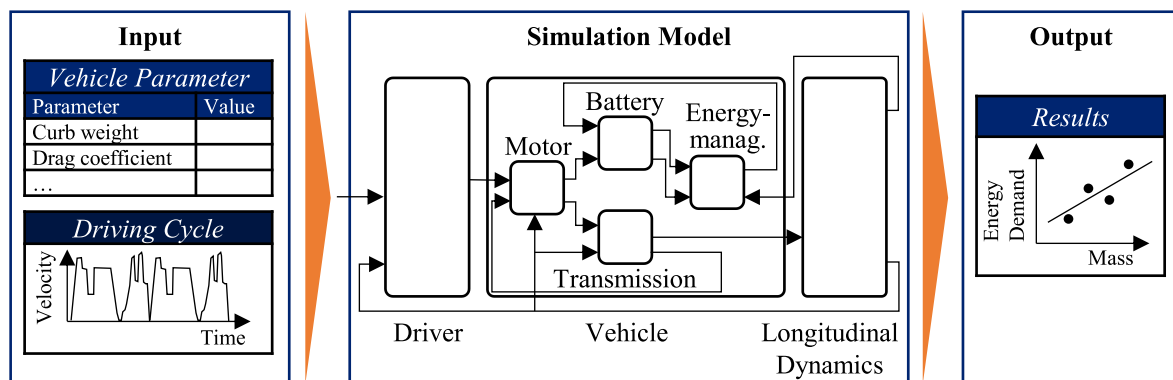 Input
Vehicle Parameter
Parameter Value
Curb weight
Drag coefficient
…
Driving Cycle
Velocity
Time
Simulation Model
Battery
Energy-
manag.
Motor
Transmission
Driver
Vehicle
Longitudinal
Dynamics
Output
Results
Energy
Demand
Mass